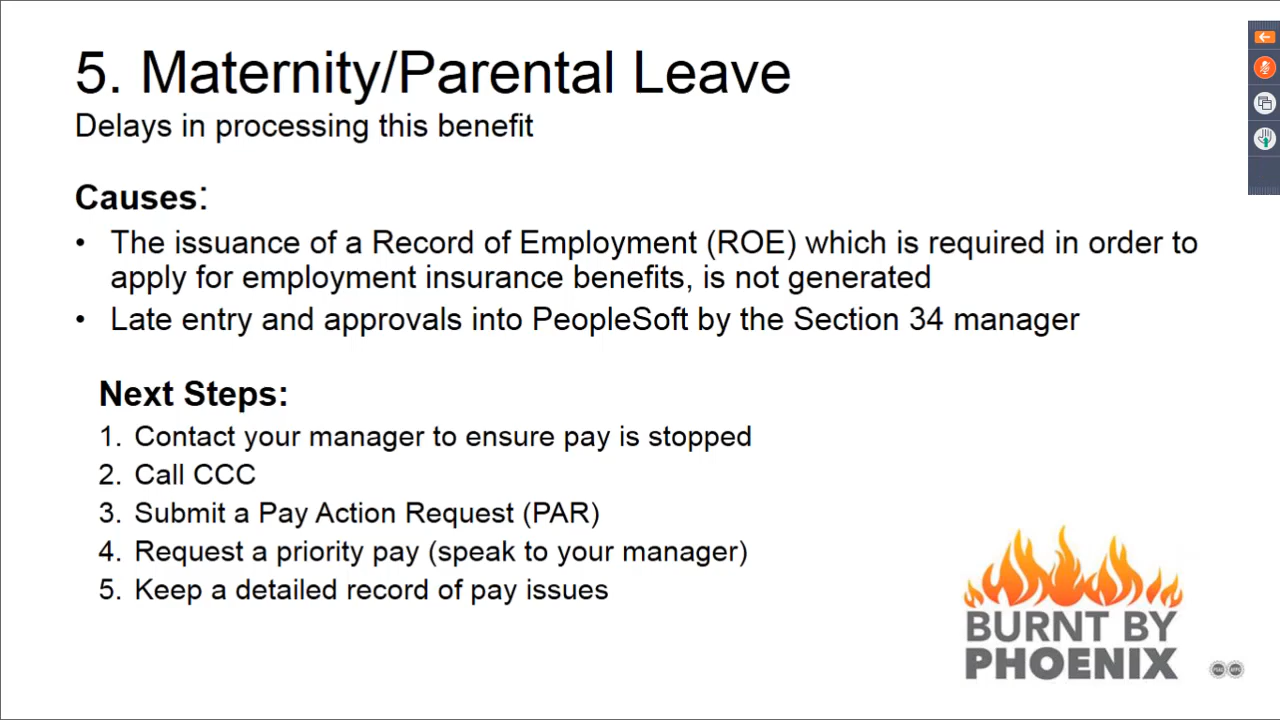 5. Maternity/Parental Leave
Delays in processing this benefit
Causes:
• The issuance of a Record of Employment (ROE) which is required in order to
apply for employment insurance benefits, is not generated
• Late entry and approvals into PeopleSoft by the Section 34 manager
Next Steps:
1. Contact your manager to ensure pay is stopped
2. Call CCC
3. Submit a Pay Action Request (PAR)
4. Request a priority pay (speak to your manager)
5. Keep a detailed record of pay issues
BURNT BY
PHOENIX